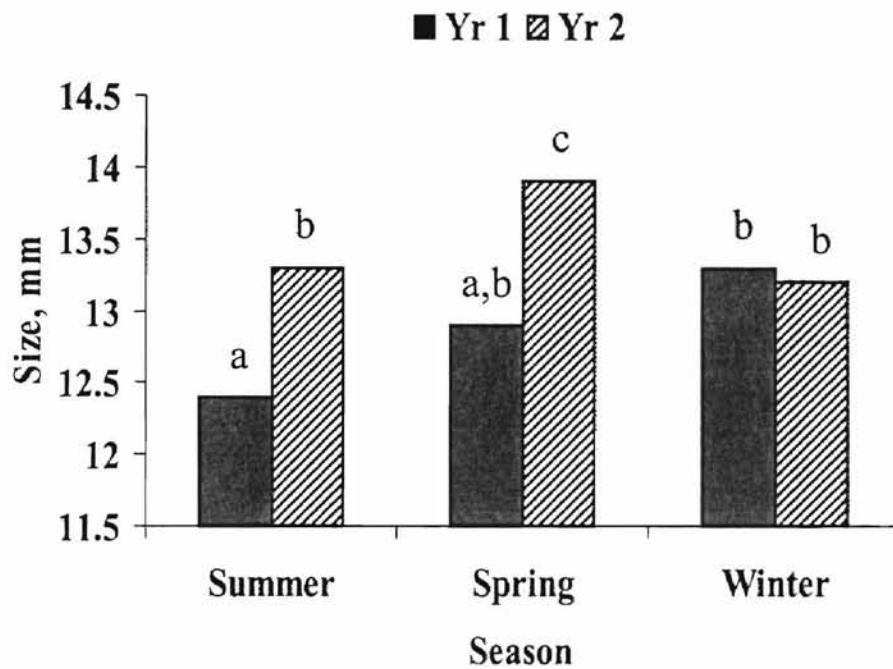 Yr 1 Yr 2
14.5
14
13.5
13
12.5
12
11.5
Size, mm
a
b
a,b
c
b
b
Summer Spring Winter
Season